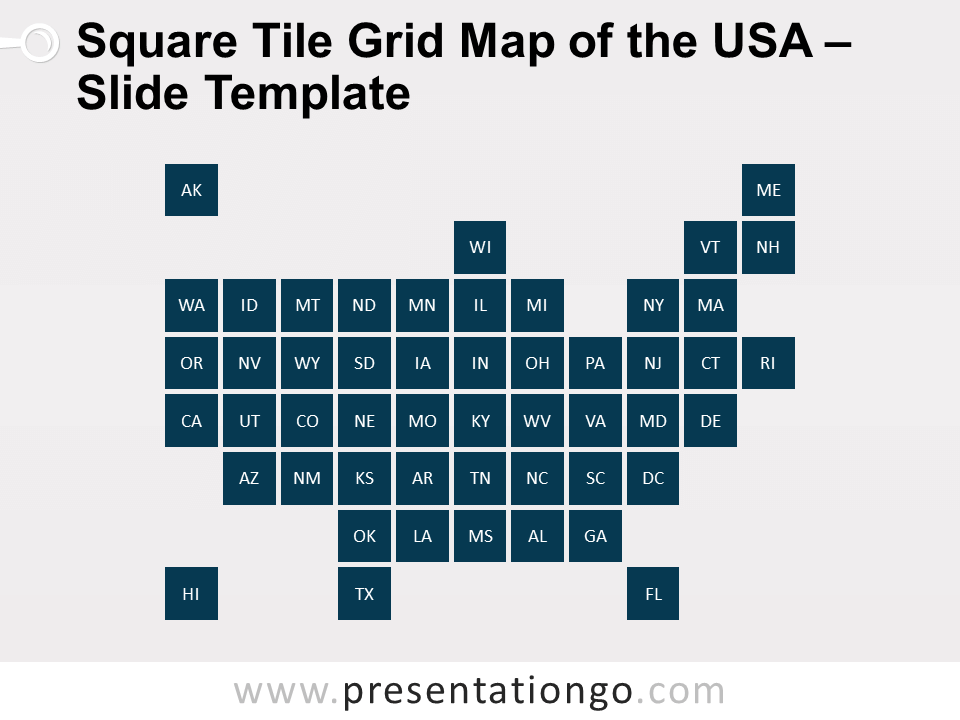 Square Tile Grid Map of the USA –
Slide Template
AK ME
WI VT NH
WA ID MT ND MN IL MI NY MA
OR NV WY SD IA IN OH PA NJ CT RI
CA UT CO NE MO KY WV VA MD DE
AZ NM KS AR TN NC SC DC
OK LA MS AL GA
HI TX FL
www.presentationgo.com